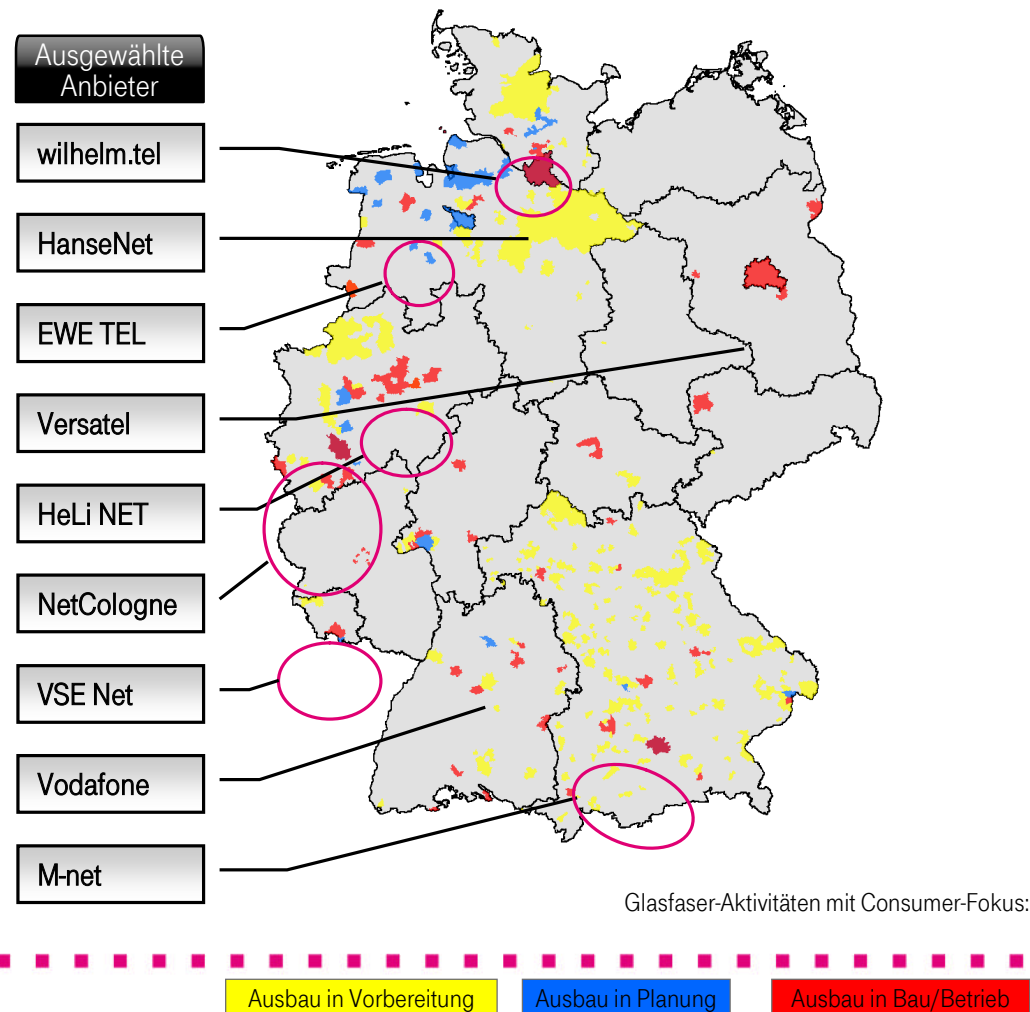 Ausgewählte
Anbieter
wilhelm.tel
HanseNet
EWE TEL
Versatel
HeLi NET
NetCologne
VSE Net
Vodafone
M-net
Glasfaser-Aktivitäten mit Consumer-Fokus:
Ausbau in Vorbereitung
Ausbau in Planung
Ausbau in Bau/Betrieb